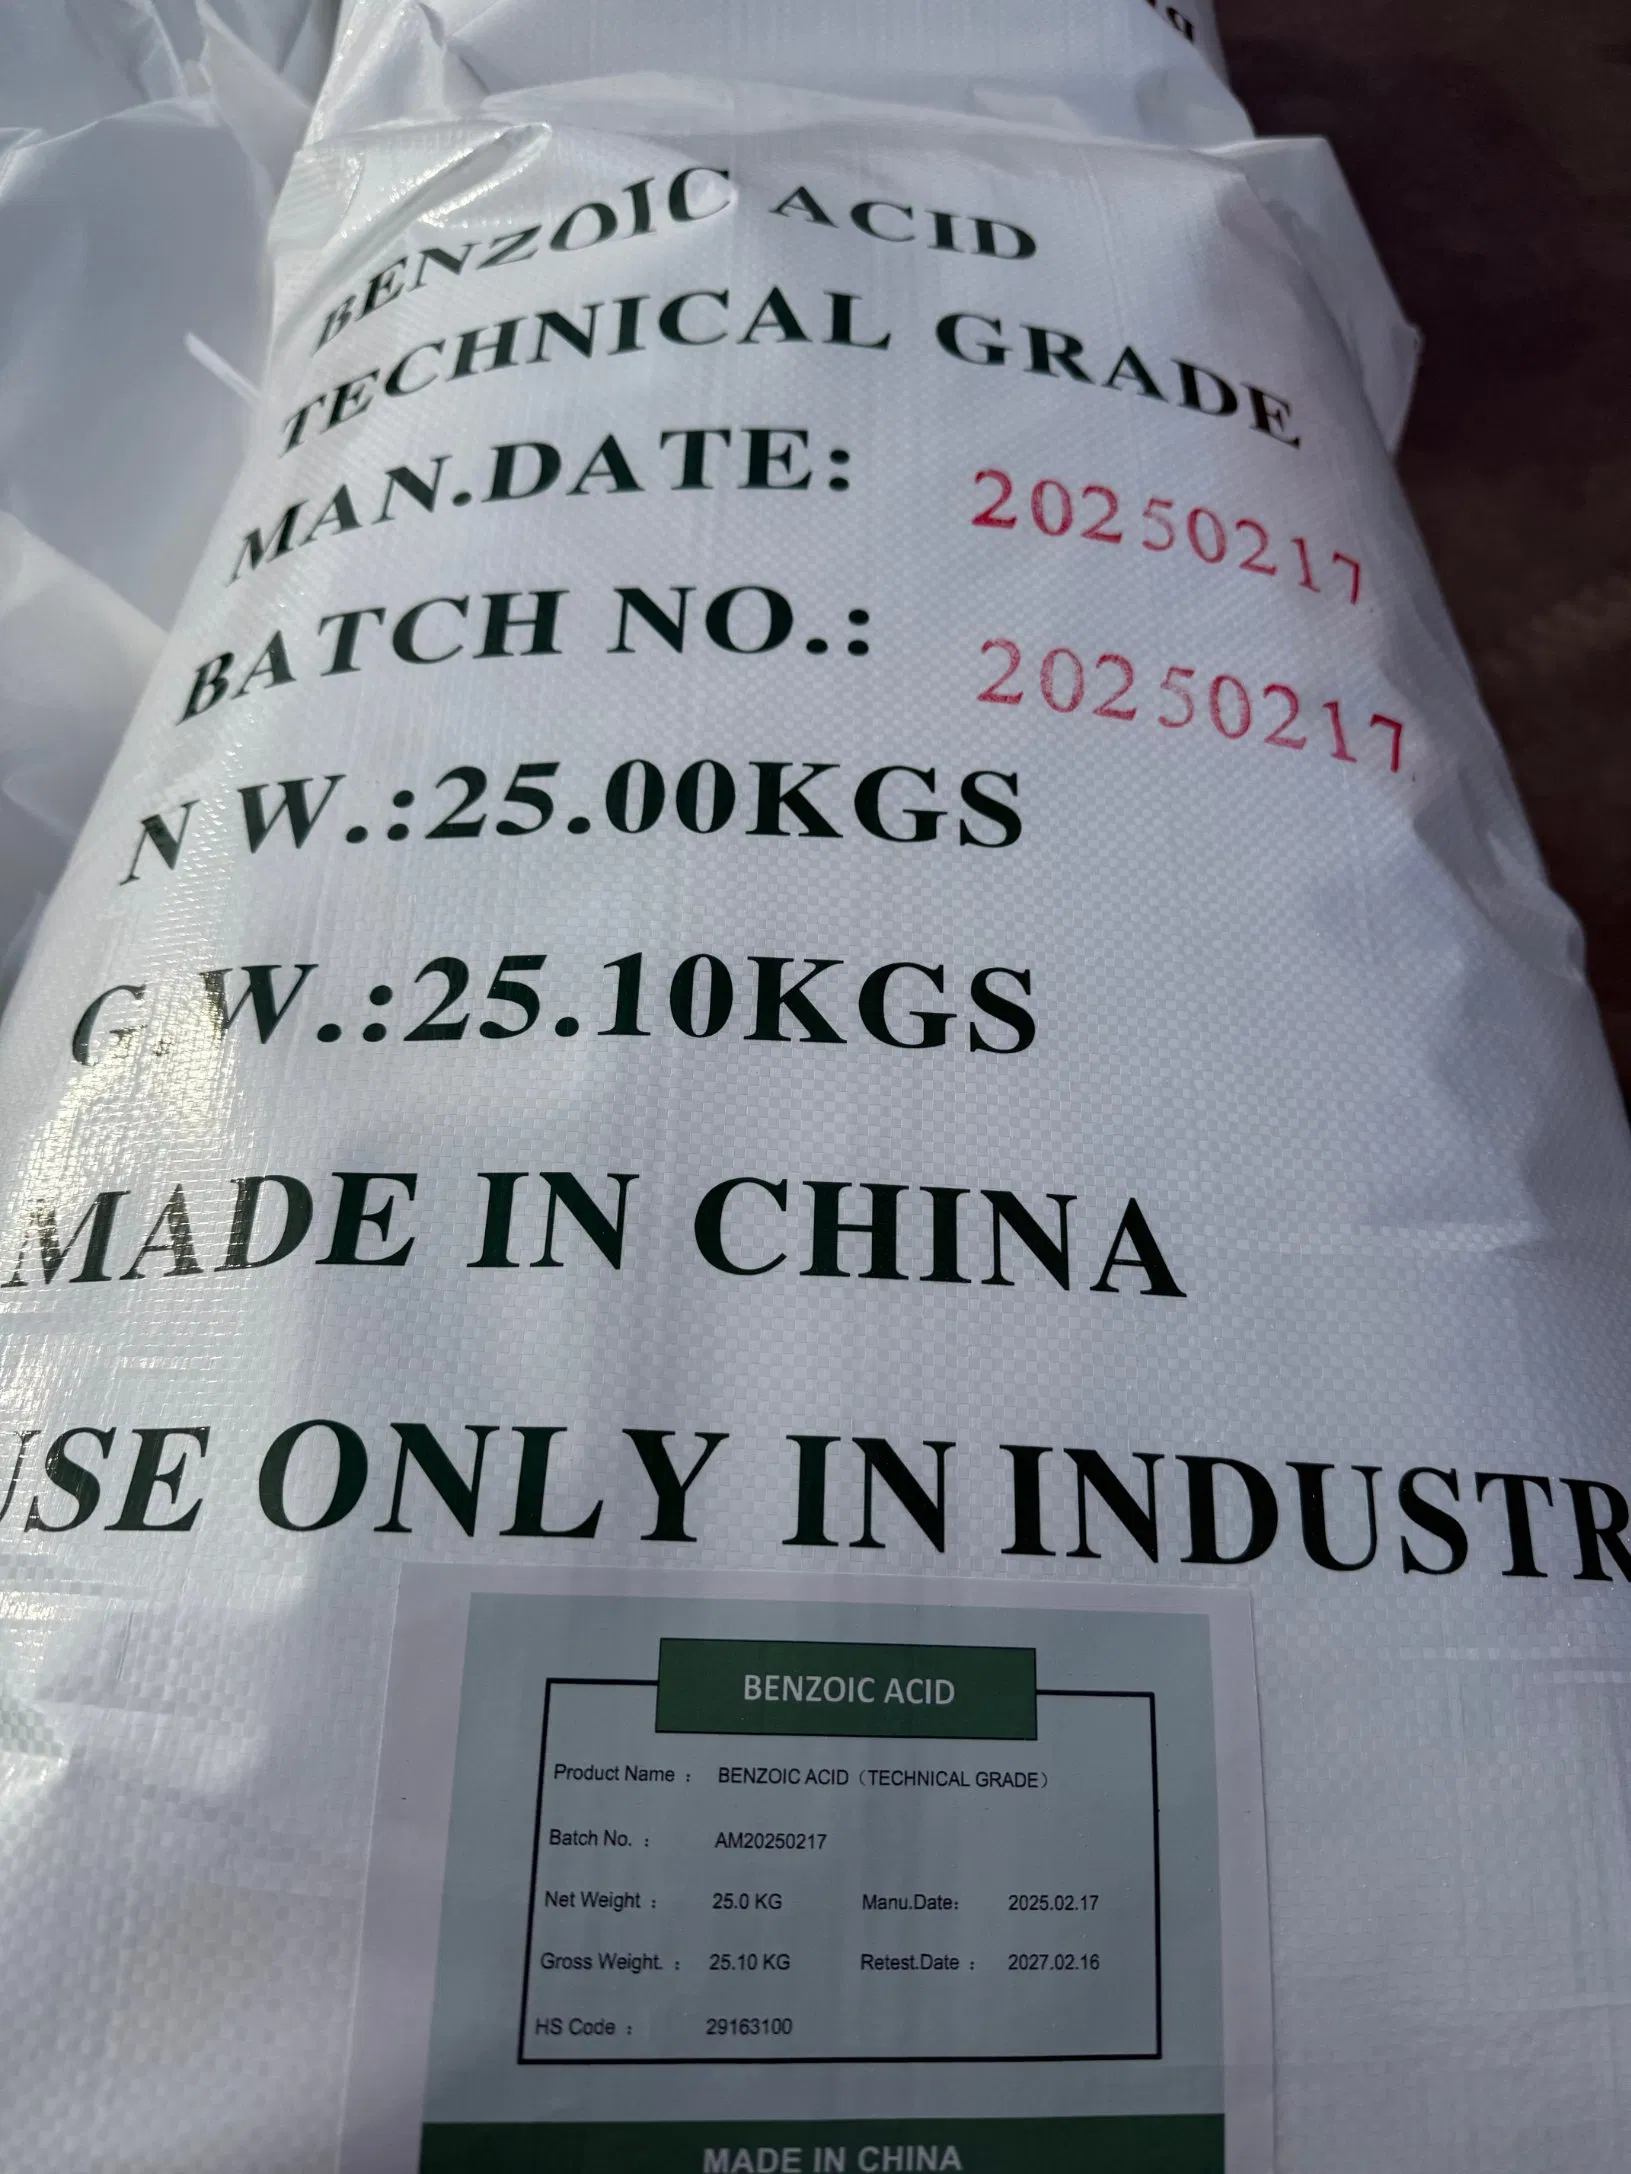 BENZOIC ACID
TECHNICAL GRADE
MAN.DATE: 20250217
BATCH NO.: 20250217
N W.:25.00KGS
G.W.:25.10KGS
MADE IN CHINA
USE ONLY IN INDUSTR
BENZOIC ACID
Product Name : BENZOIC ACID（TECHNICAL GRADE）
Batch No. : AM20250217
Net Weight : 25.0 KG Manu.Date: 2025.02.17
Gross Weight. : 25.10 KG Retest.Date : 2027.02.16
HS Code : 29163100
MADE IN CHINA